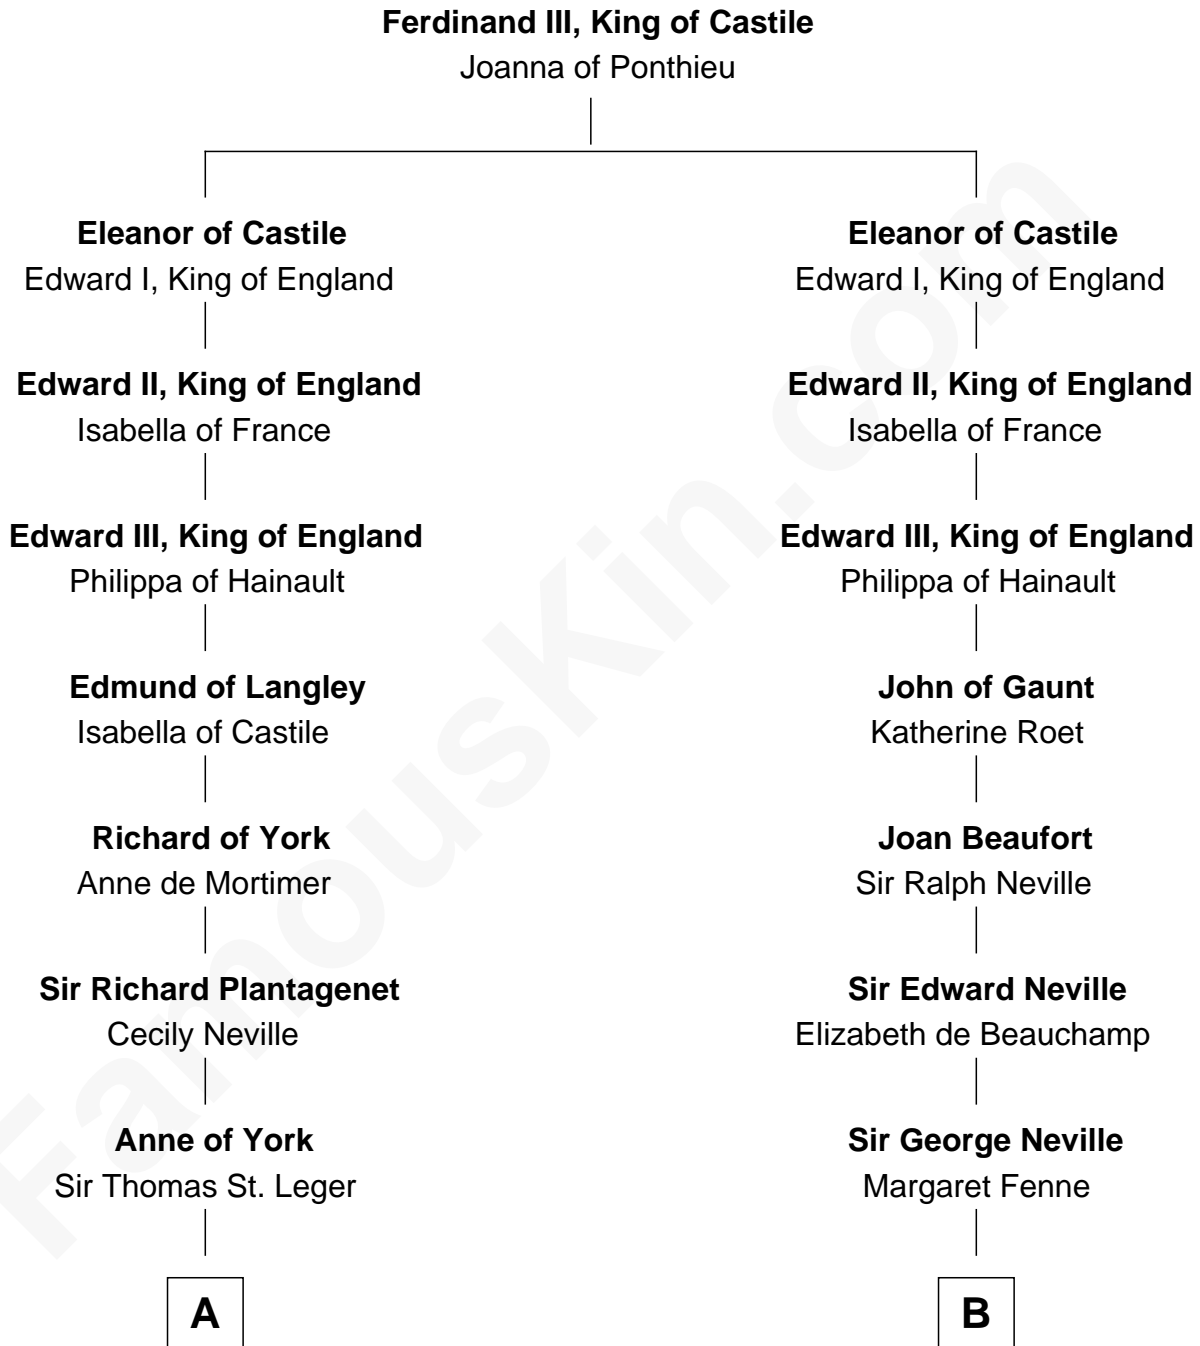 Ferdinand III, King of Castile
Joanna of Ponthieu
Eleanor of Castile
Edward I, King of England
Edward II, King of England
Isabella of France
Edward III, King of England
Philippa of Hainault
Edmund of Langley
Isabella of Castile
Richard of York
Anne de Mortimer
Sir Richard Plantagenet
Cecily Neville
Anne of York
Sir Thomas St. Leger
A
Eleanor of Castile
Edward I, King of England
Edward II, King of England
Isabella of France
Edward III, King of England
Philippa of Hainault
John of Gaunt
Katherine Roet
Joan Beaufort
Sir Ralph Neville
Sir Edward Neville
Elizabeth de Beauchamp
Sir George Neville
Margaret Fenne
B
FamousKin.com